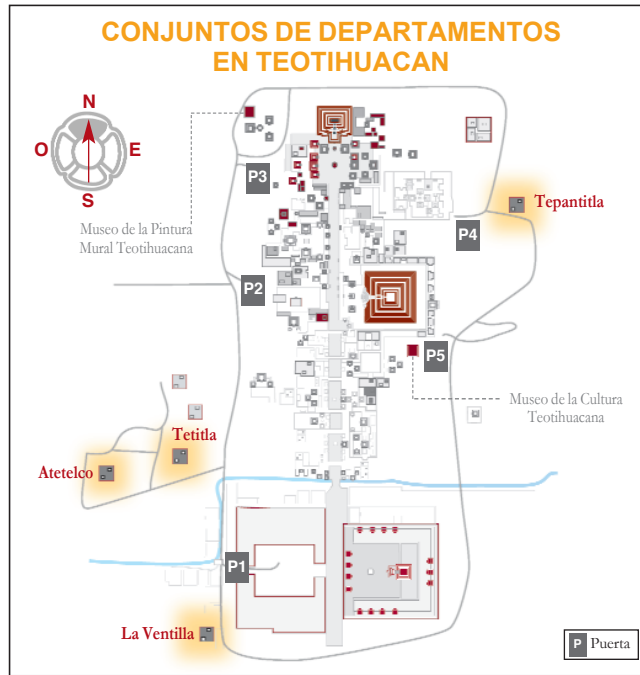 CONJUNTOS DE DEPARTAMENTOS
EN TEOTIHUACAN
N
O
E
S
P3
Museo de la Pintura
Mural Teotihuacana
Tepantitla
P4
P2
P5
Museo de la Cultura
Teotihuacana
Tetitla
Atetelco
P1
La Ventilla
P Puerta